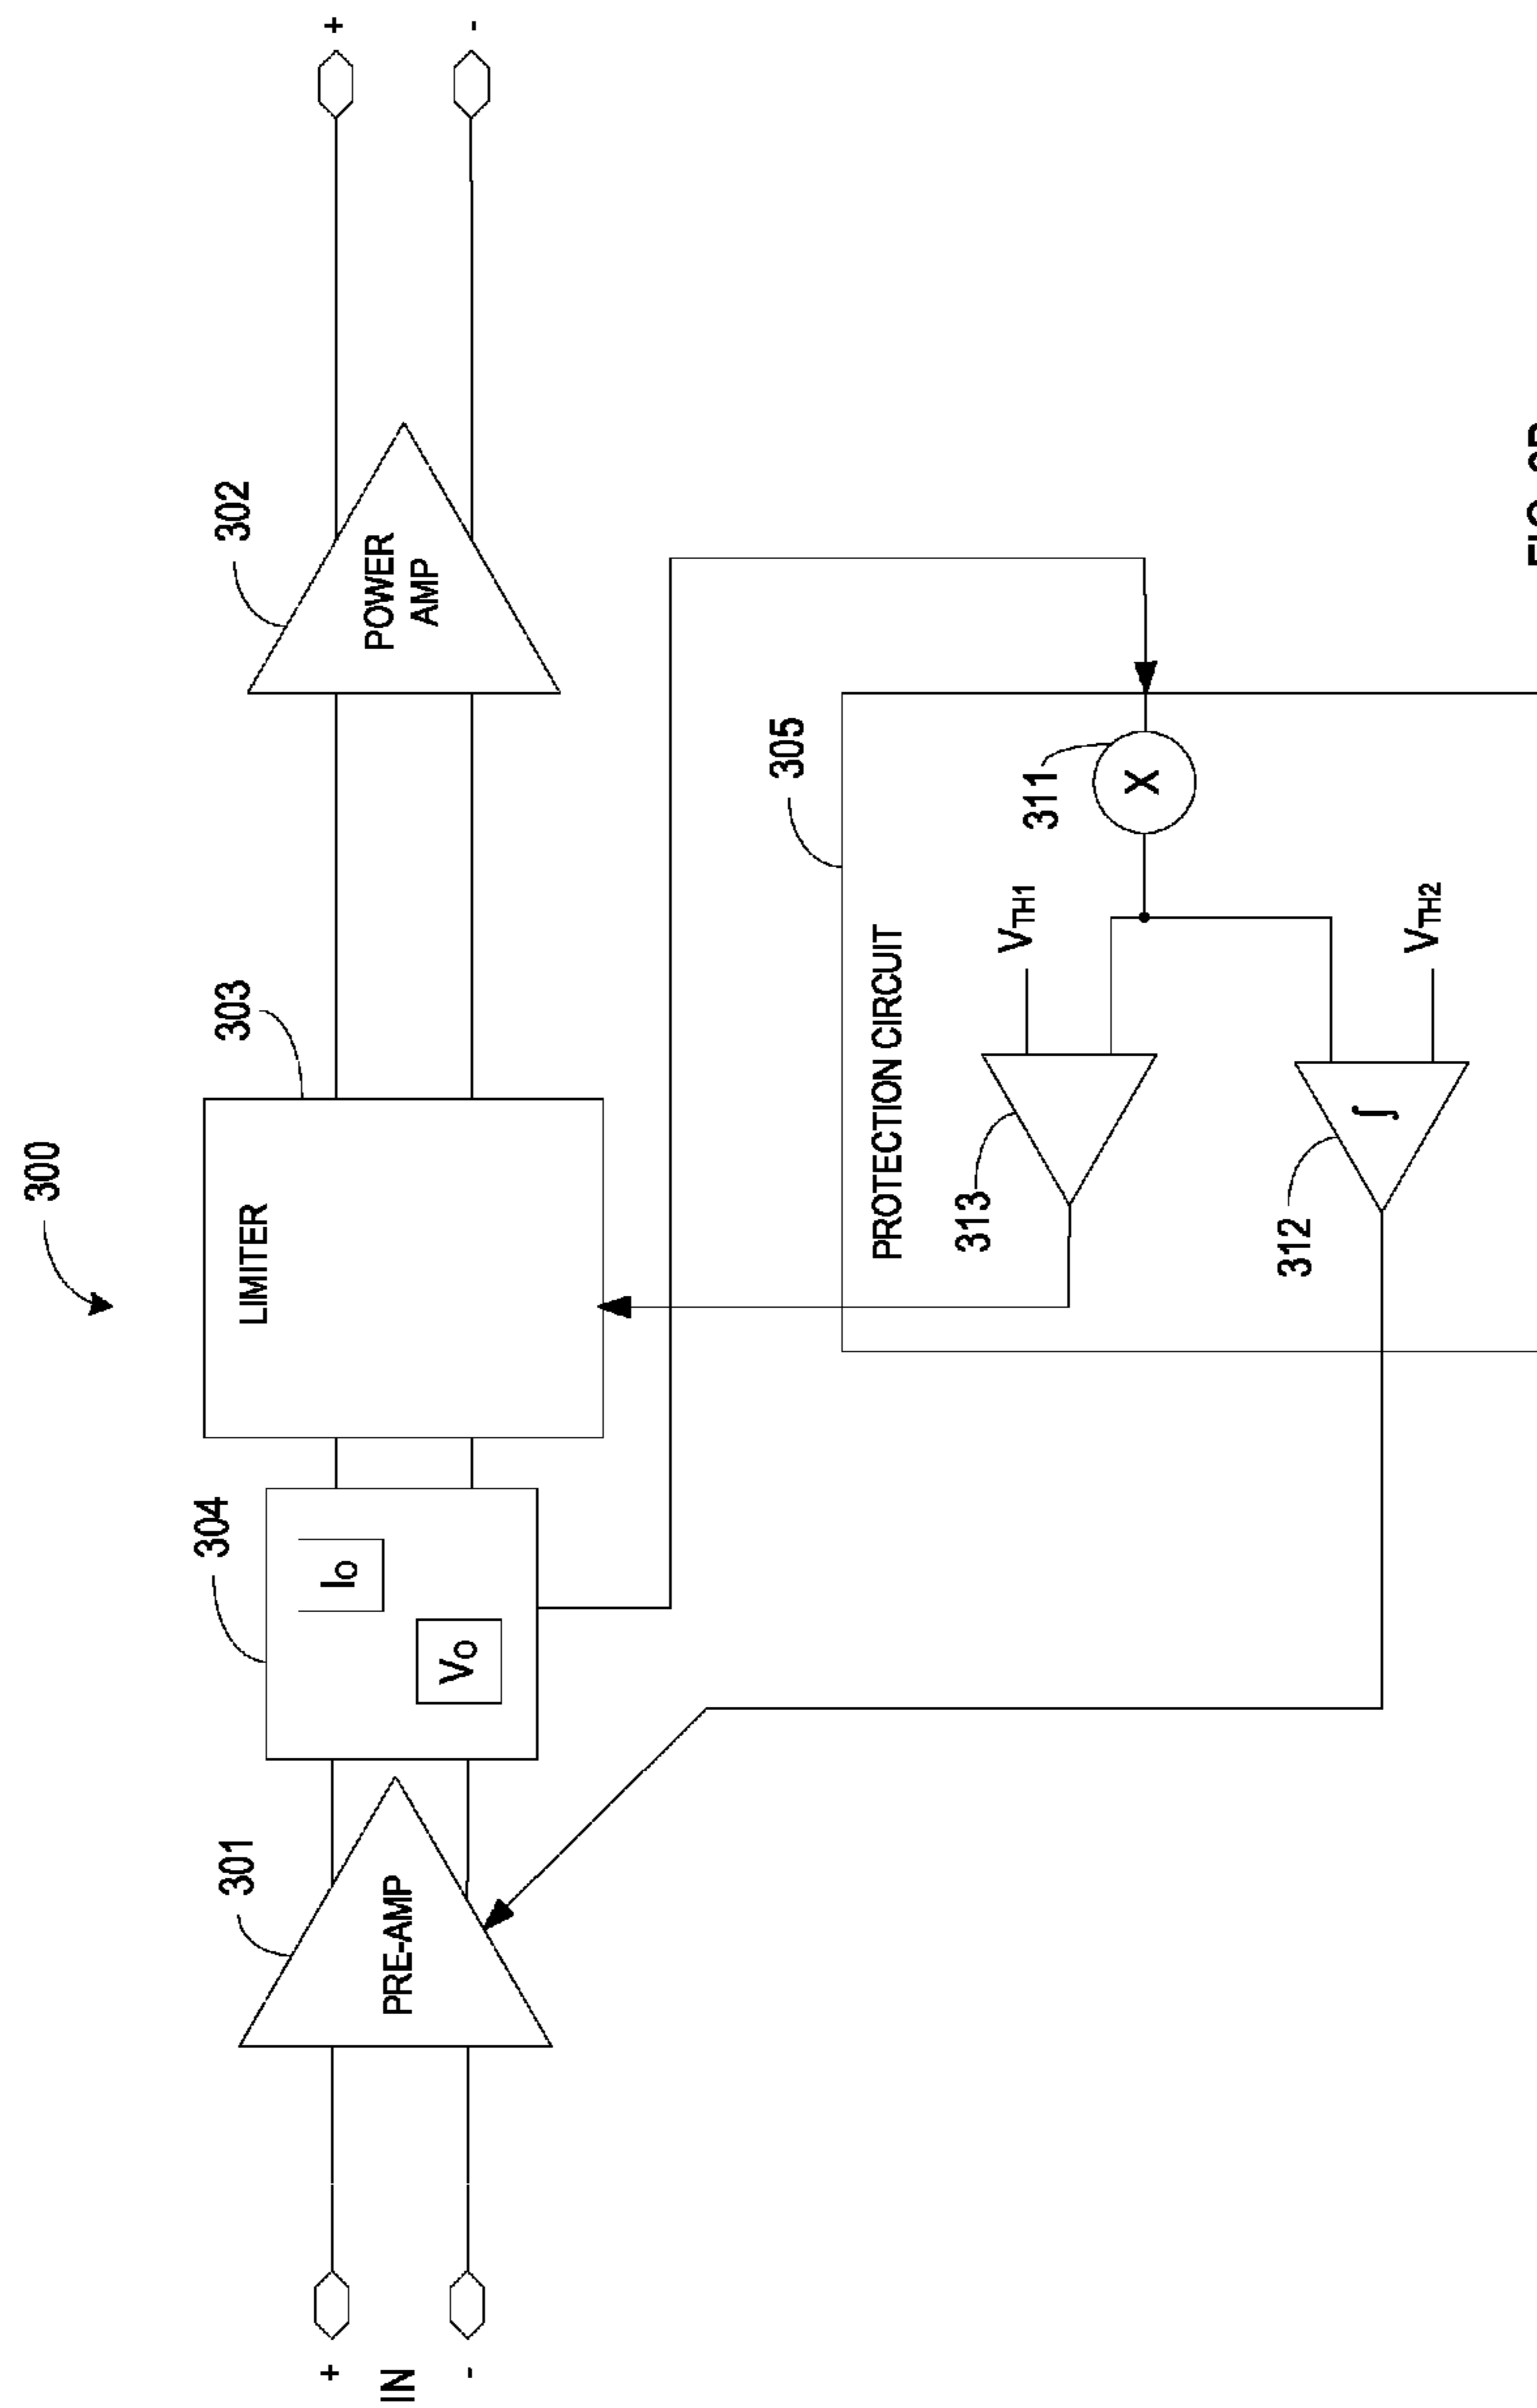 300
304
303
302
301
LIMITER
+
IN
-
PRE-AMP
IO
VO
POWER
AMP
+
-
305
PROTECTION CIRCUIT
313
VTH1
311
X
312
∫
VTH2